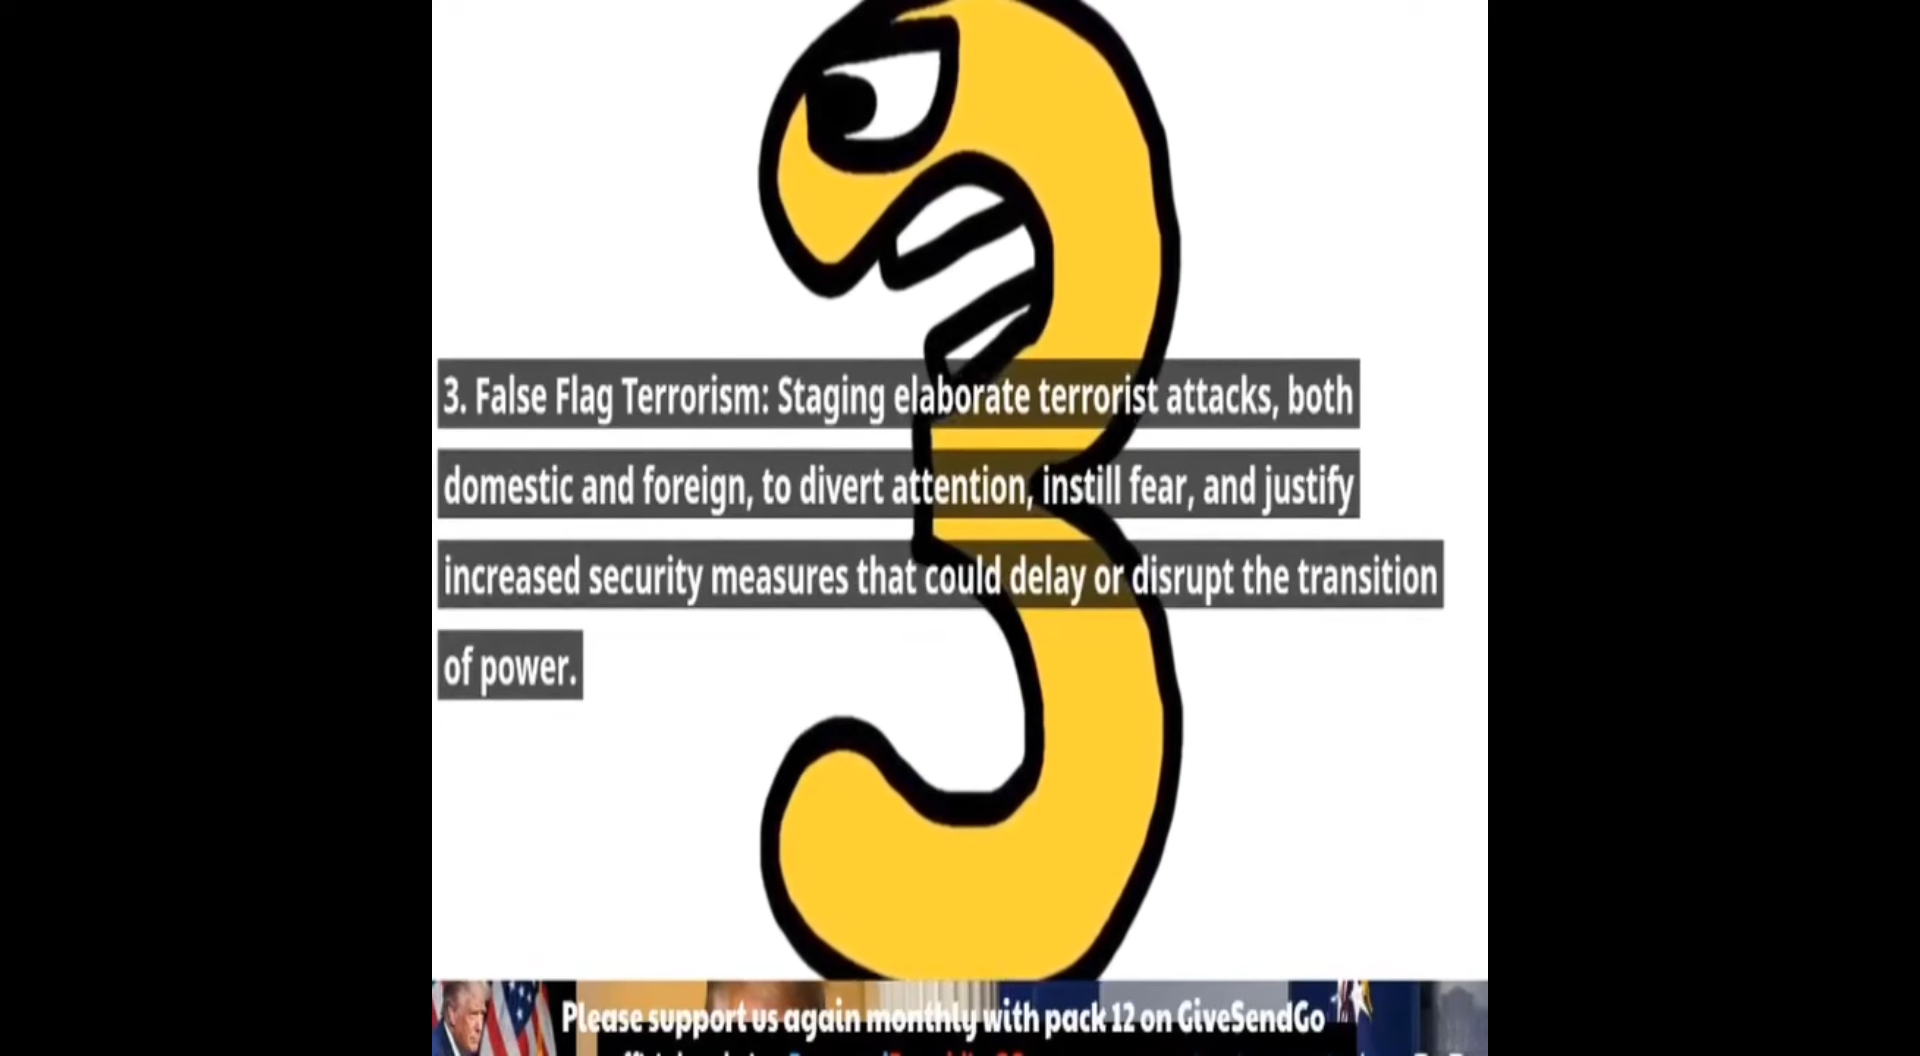 3. False Flag Terrorism: Staging elaborate terrorist attacks, both
domestic and foreign, to divert attention, instill fear, and justify
increased security measures that could delay or disrupt the transition
of power.
Please support us again monthly with pack 12 on GiveSendGo